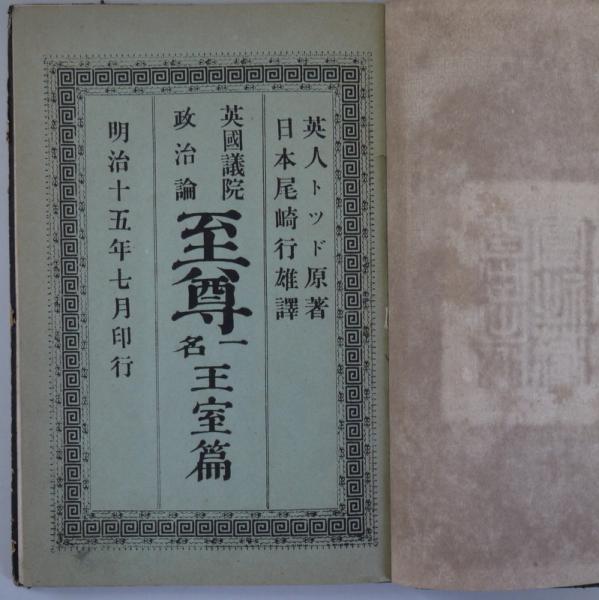 英人トツド原著
日本尾崎行雄譯
英國議院
政治論
至尊
一名
王室篇
明治十五年七月印行